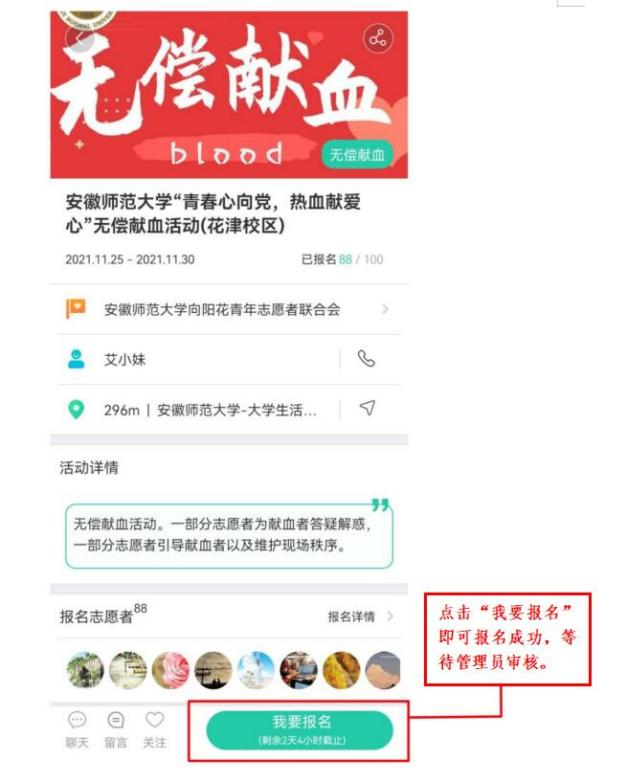 无偿献血
blood
无偿献血
安徽师范大学“青春心向党，热血献爱
心”无偿献血活动(花津校区)
2021.11.25 - 2021.11.30 已报名 88 / 100
安徽师范大学向阳花青年志愿者联合会
艾小妹
296m | 安徽师范大学-大学生活...
活动详情
无偿献血活动。一部分志愿者为献血者答疑解惑，
一部分志愿者引导献血者以及维护现场秩序。
报名志愿者88 报名详情
点击“我要报名”
即可报名成功，等
待管理员审核。
聊天 留言 关注
我要报名
(剩余2天4小时截止)